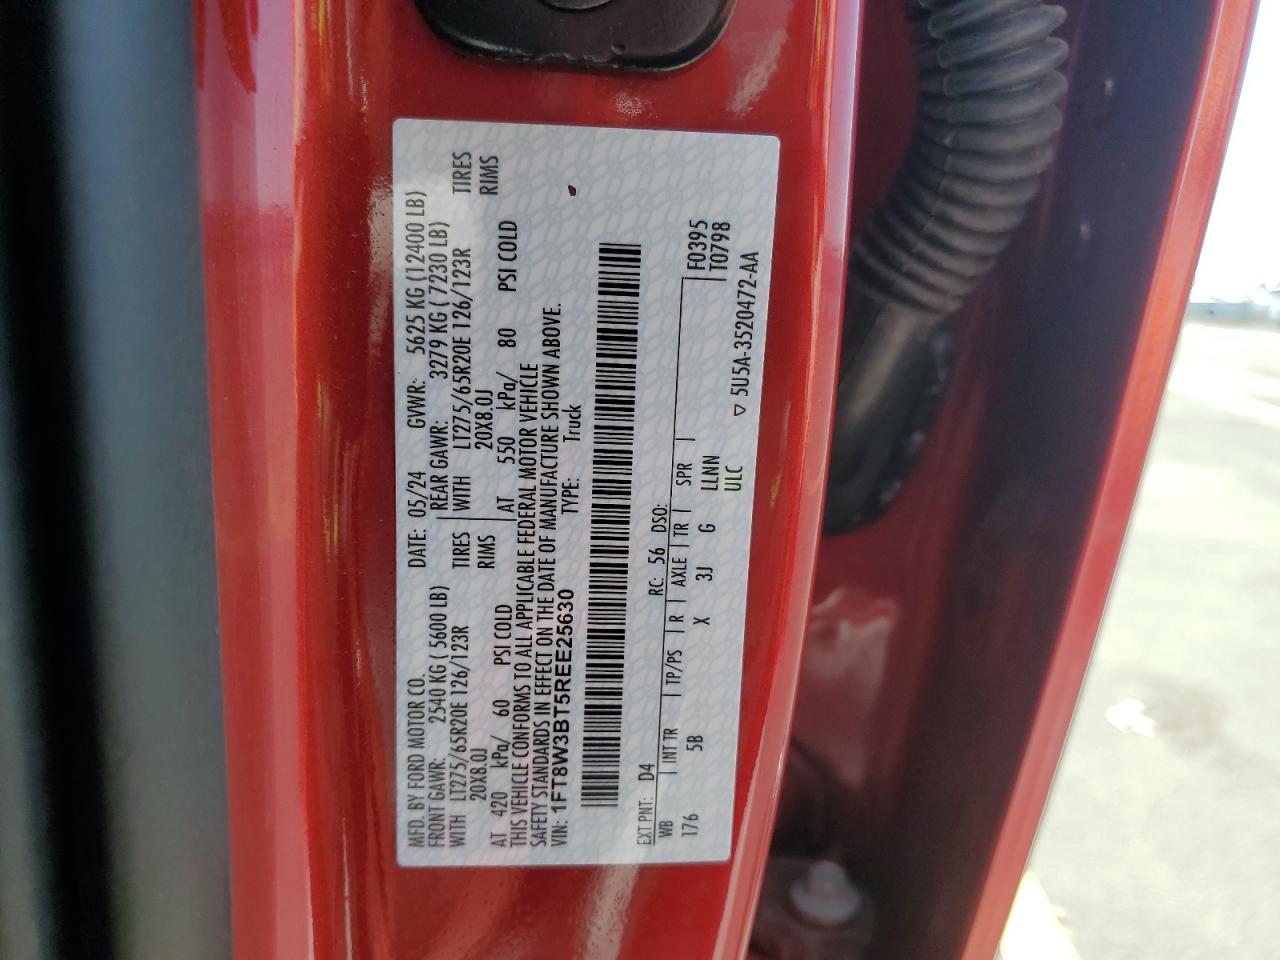 MFD. BY FORD MOTOR CO. DATE: 05/24 GVWR: 5625 KG (12400 LB)
FRONT GAWR: 2540 KG ( 5600 LB) REAR GAWR: 3279 KG ( 7230 LB)
WITH LT275/65R20E 126/123R TIRES WITH LT275/65R20E 126/123R TIRES
20X8.0J RIMS 20X8.0J RIMS
AT 420 kPa/ 60 PSI COLD AT 550 kPa/ 80 PSI COLD
THIS VEHICLE CONFORMS TO ALL APPLICABLE FEDERAL MOTOR VEHICLE
SAFETY STANDARDS IN EFFECT ON THE DATE OF MANUFACTURE SHOWN ABOVE.
VIN: 1FT8W3BT5REE25630 TYPE: Truck
EXT PNT: D4 RC: 56 DSO:
WB INT TR TP/PS R AXLE TR SPR F0395
176 5B X 3J G LLNN T0798
ULC ▽ 5U5A-3520472-AA